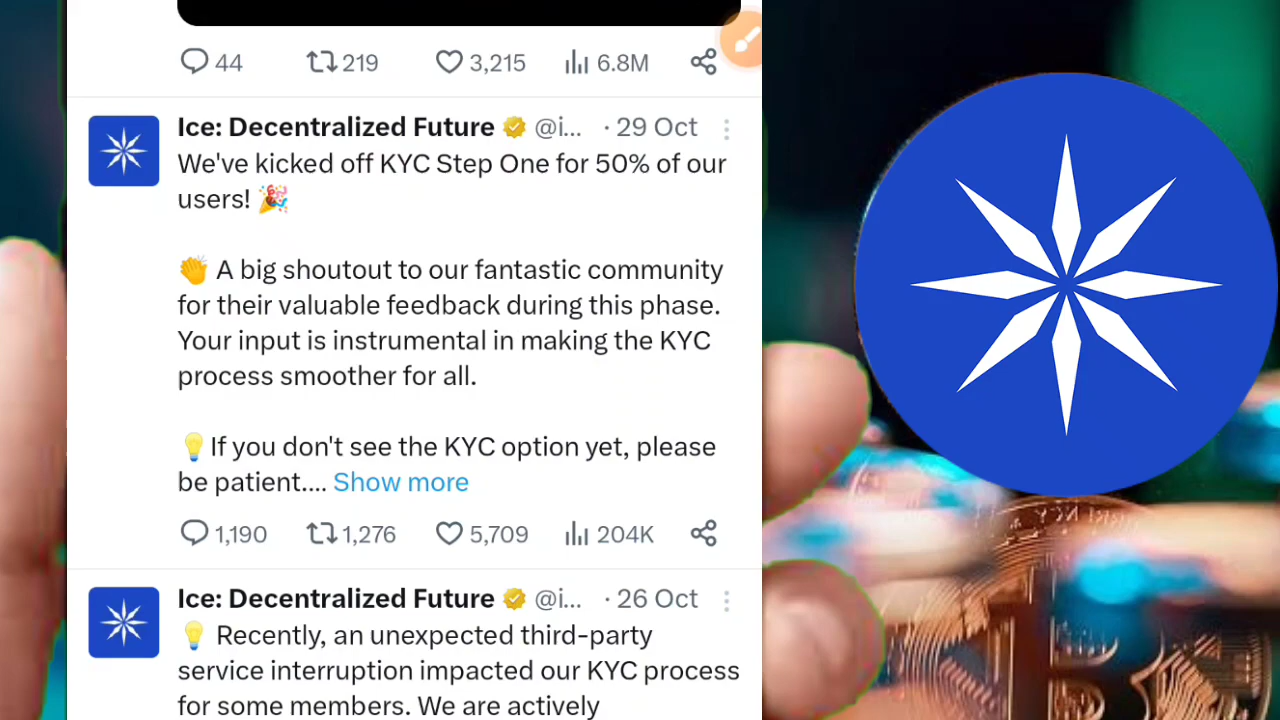 44 219 3,215 6.8M
Ice: Decentralized Future @i... · 29 Oct
We've kicked off KYC Step One for 50% of our
users! 🎉
👏 A big shoutout to our fantastic community
for their valuable feedback during this phase.
Your input is instrumental in making the KYC
process smoother for all.
💡If you don't see the KYC option yet, please
be patient.... Show more
1,190 1,276 5,709 204K
Ice: Decentralized Future @i... · 26 Oct
💡 Recently, an unexpected third-party
service interruption impacted our KYC process
for some members. We are actively